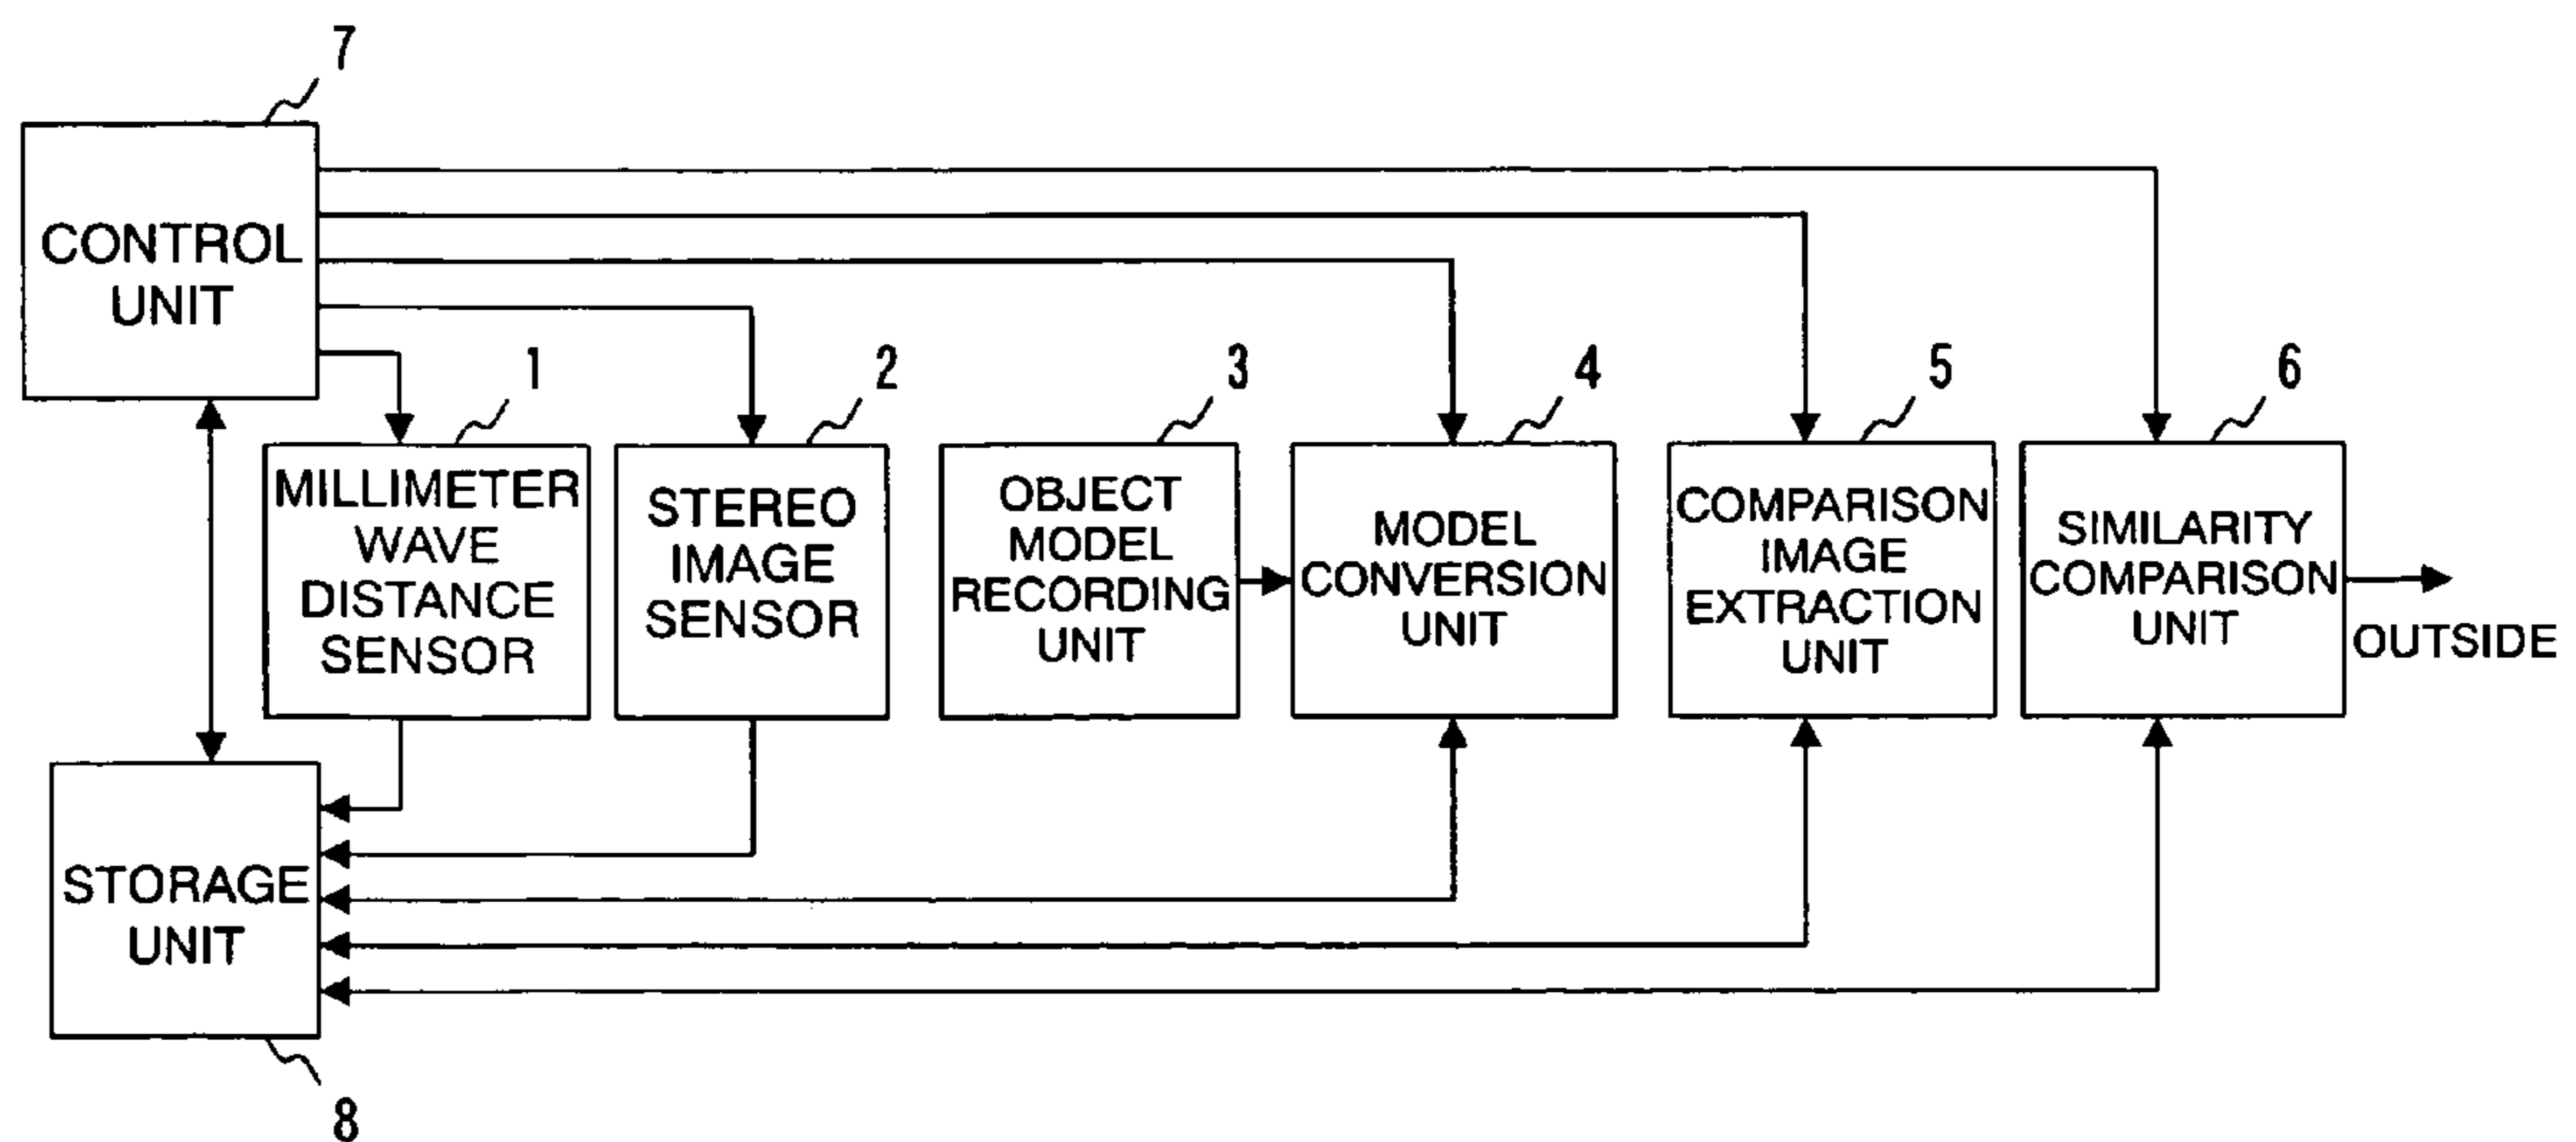 7
CONTROL
UNIT
1
MILLIMETER
WAVE
DISTANCE
SENSOR
2
STEREO
IMAGE
SENSOR
3
OBJECT
MODEL
RECORDING
UNIT
4
MODEL
CONVERSION
UNIT
5
COMPARISON
IMAGE
EXTRACTION
UNIT
6
SIMILARITY
COMPARISON
UNIT
OUTSIDE
STORAGE
UNIT
8